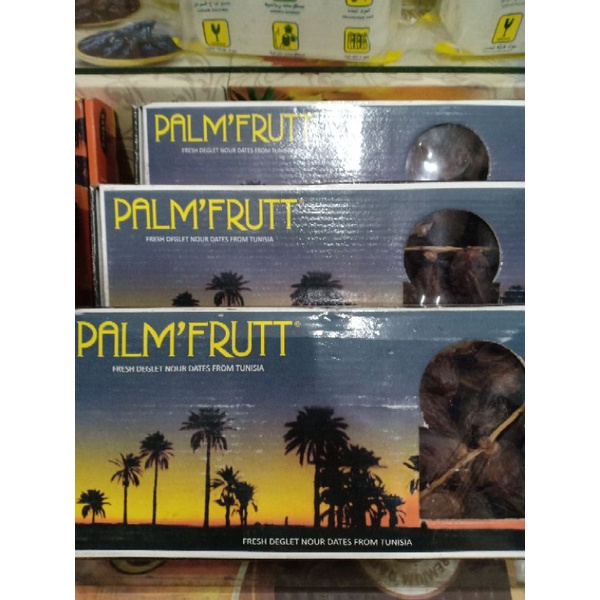 PALM'FRUTT
FRESH DEGLET NOUR DATES FROM TUNISIA
PALM'FRUTT
FRESH DEGLET NOUR DATES FROM TUNISIA
PALM'FRUTT®
FRESH DEGLET NOUR DATES FROM TUNISIA
FRESH DEGLET NOUR DATES FROM TUNISIA